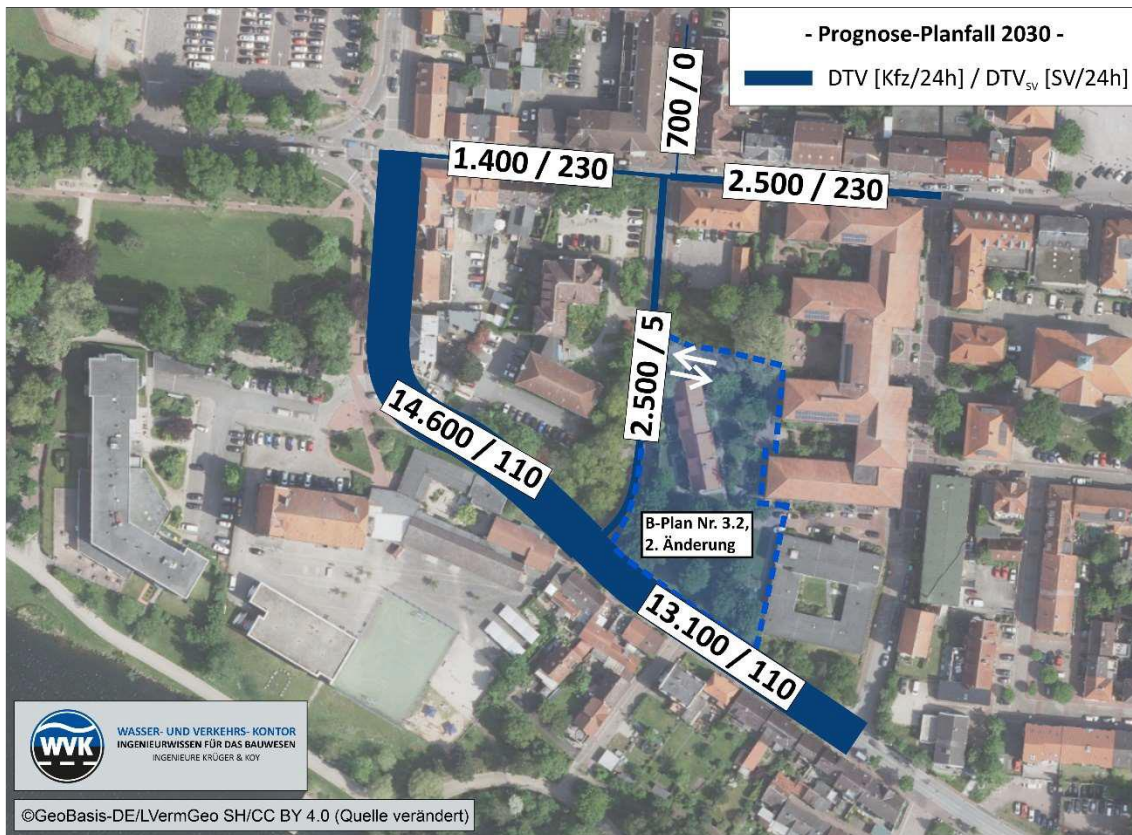 - Prognose-Planfall 2030 -
DTV [Kfz/24h] / DTVSV [SV/24h]
700 / 0
1.400 / 230
2.500 / 230
2.500 / 5
14.600 / 110
B-Plan Nr. 3.2,
2. Änderung
13.100 / 110
WVK
WASSER- UND VERKEHRS- KONTOR
INGENIEURWISSEN FÜR DAS BAUWESEN
INGENIEURE KRÜGER & KOY
©GeoBasis-DE/LVermGeo SH/CC BY 4.0 (Quelle verändert)